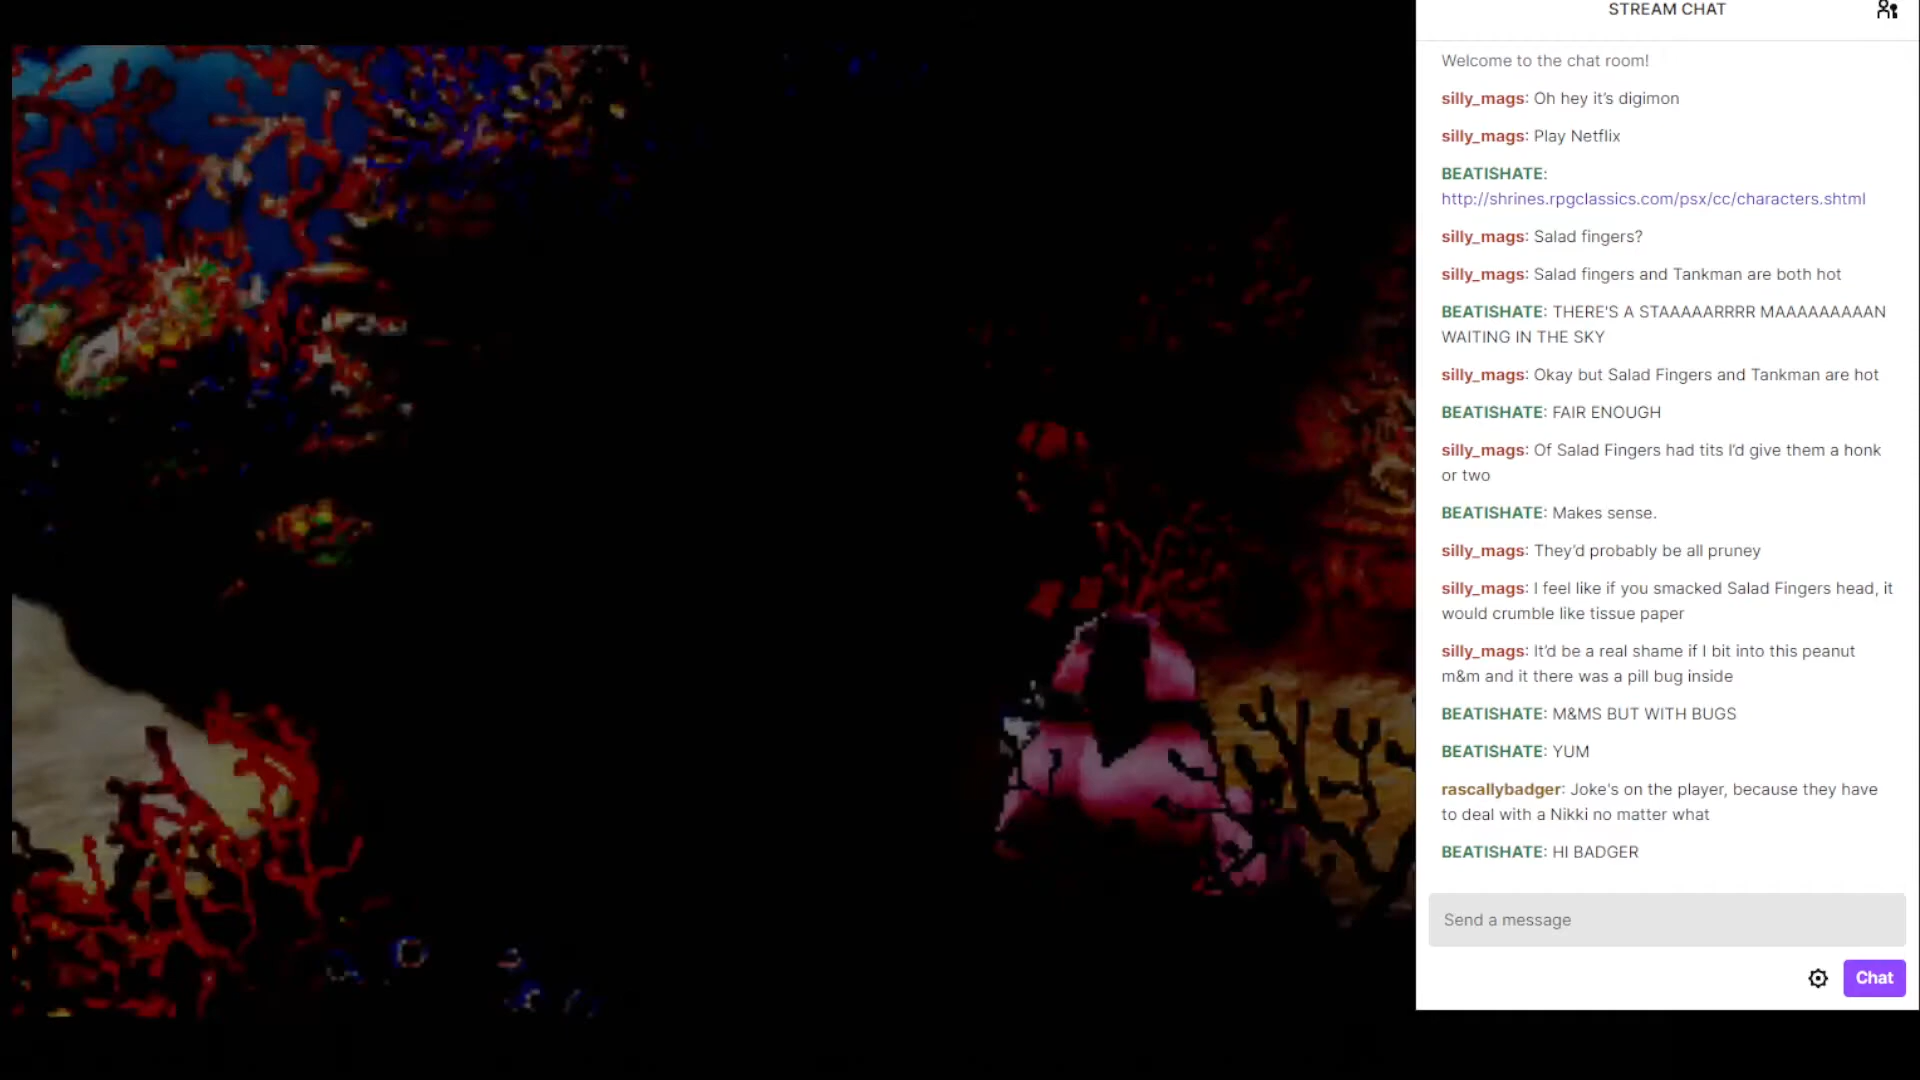 STREAM CHAT
Welcome to the chat room!
silly_mags: Oh hey it’s digimon
silly_mags: Play Netflix
BEATISHATE:
http://shrines.rpgclassics.com/psx/cc/characters.shtml
silly_mags: Salad fingers?
silly_mags: Salad fingers and Tankman are both hot
BEATISHATE: THERE'S A STAAAAARRRR MAAAAAAAAAN
WAITING IN THE SKY
silly_mags: Okay but Salad Fingers and Tankman are hot
BEATISHATE: FAIR ENOUGH
silly_mags: Of Salad Fingers had tits I’d give them a honk
or two
BEATISHATE: Makes sense.
silly_mags: They’d probably be all pruney
silly_mags: I feel like if you smacked Salad Fingers head, it
would crumble like tissue paper
silly_mags: It’d be a real shame if I bit into this peanut
m&m and it there was a pill bug inside
BEATISHATE: M&MS BUT WITH BUGS
BEATISHATE: YUM
rascallybadger: Joke's on the player, because they have
to deal with a Nikki no matter what
BEATISHATE: HI BADGER
Send a message
Chat